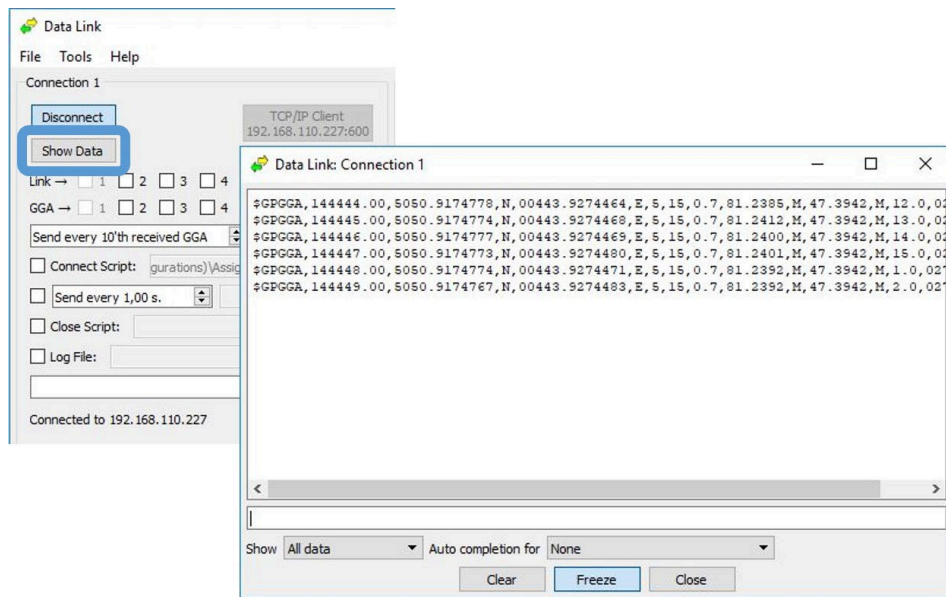 Data Link
File Tools Help
Connection 1
Disconnect
TCP/IP Client
192.168.110.227:600
Show Data
Link → 1 2 3 4
GGA → 1 2 3 4
Send every 10'th received GGA
Connect Script: gurations)\Assig
Send every 1,00 s.
Close Script:
Log File:
Connected to 192.168.110.227
Data Link: Connection 1
$GPGGA,144444.00,5050.9174778,N,00443.9274464,E,5,15,0.7,81.2385,M,47.3942,M,12.0,02
$GPGGA,144445.00,5050.9174774,N,00443.9274468,E,5,15,0.7,81.2412,M,47.3942,M,13.0,02
$GPGGA,144446.00,5050.9174777,N,00443.9274469,E,5,15,0.7,81.2400,M,47.3942,M,14.0,02
$GPGGA,144447.00,5050.9174773,N,00443.9274480,E,5,15,0.7,81.2401,M,47.3942,M,15.0,02
$GPGGA,144448.00,5050.9174774,N,00443.9274471,E,5,15,0.7,81.2392,M,47.3942,M,1.0,027
$GPGGA,144449.00,5050.9174767,N,00443.9274483,E,5,15,0.7,81.2392,M,47.3942,M,2.0,027
Show All data Auto completion for None
Clear Freeze Close